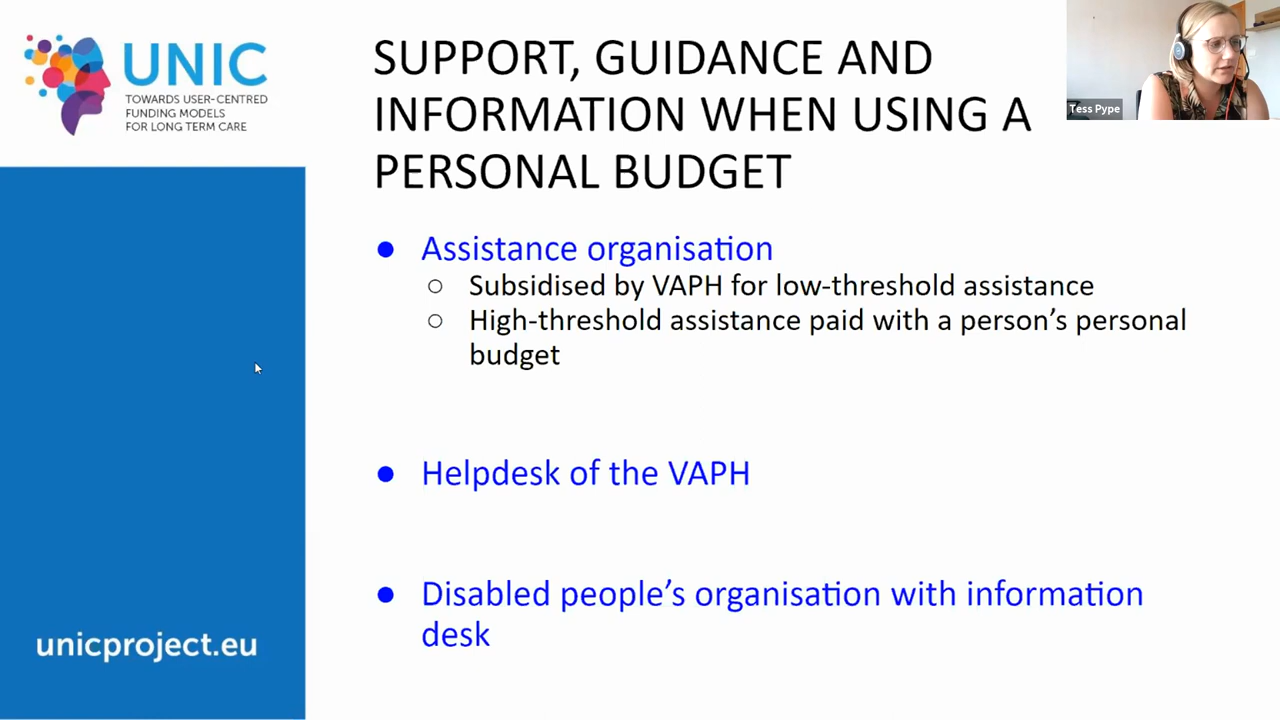 UNIC
TOWARDS USER-CENTRED
FUNDING MODELS
FOR LONG TERM CARE
SUPPORT, GUIDANCE AND
INFORMATION WHEN USING A
PERSONAL BUDGET
Tess Pype
● Assistance organisation
○ Subsidised by VAPH for low-threshold assistance
○ High-threshold assistance paid with a person’s personal
budget
● Helpdesk of the VAPH
● Disabled people’s organisation with information
desk
unicproject.eu